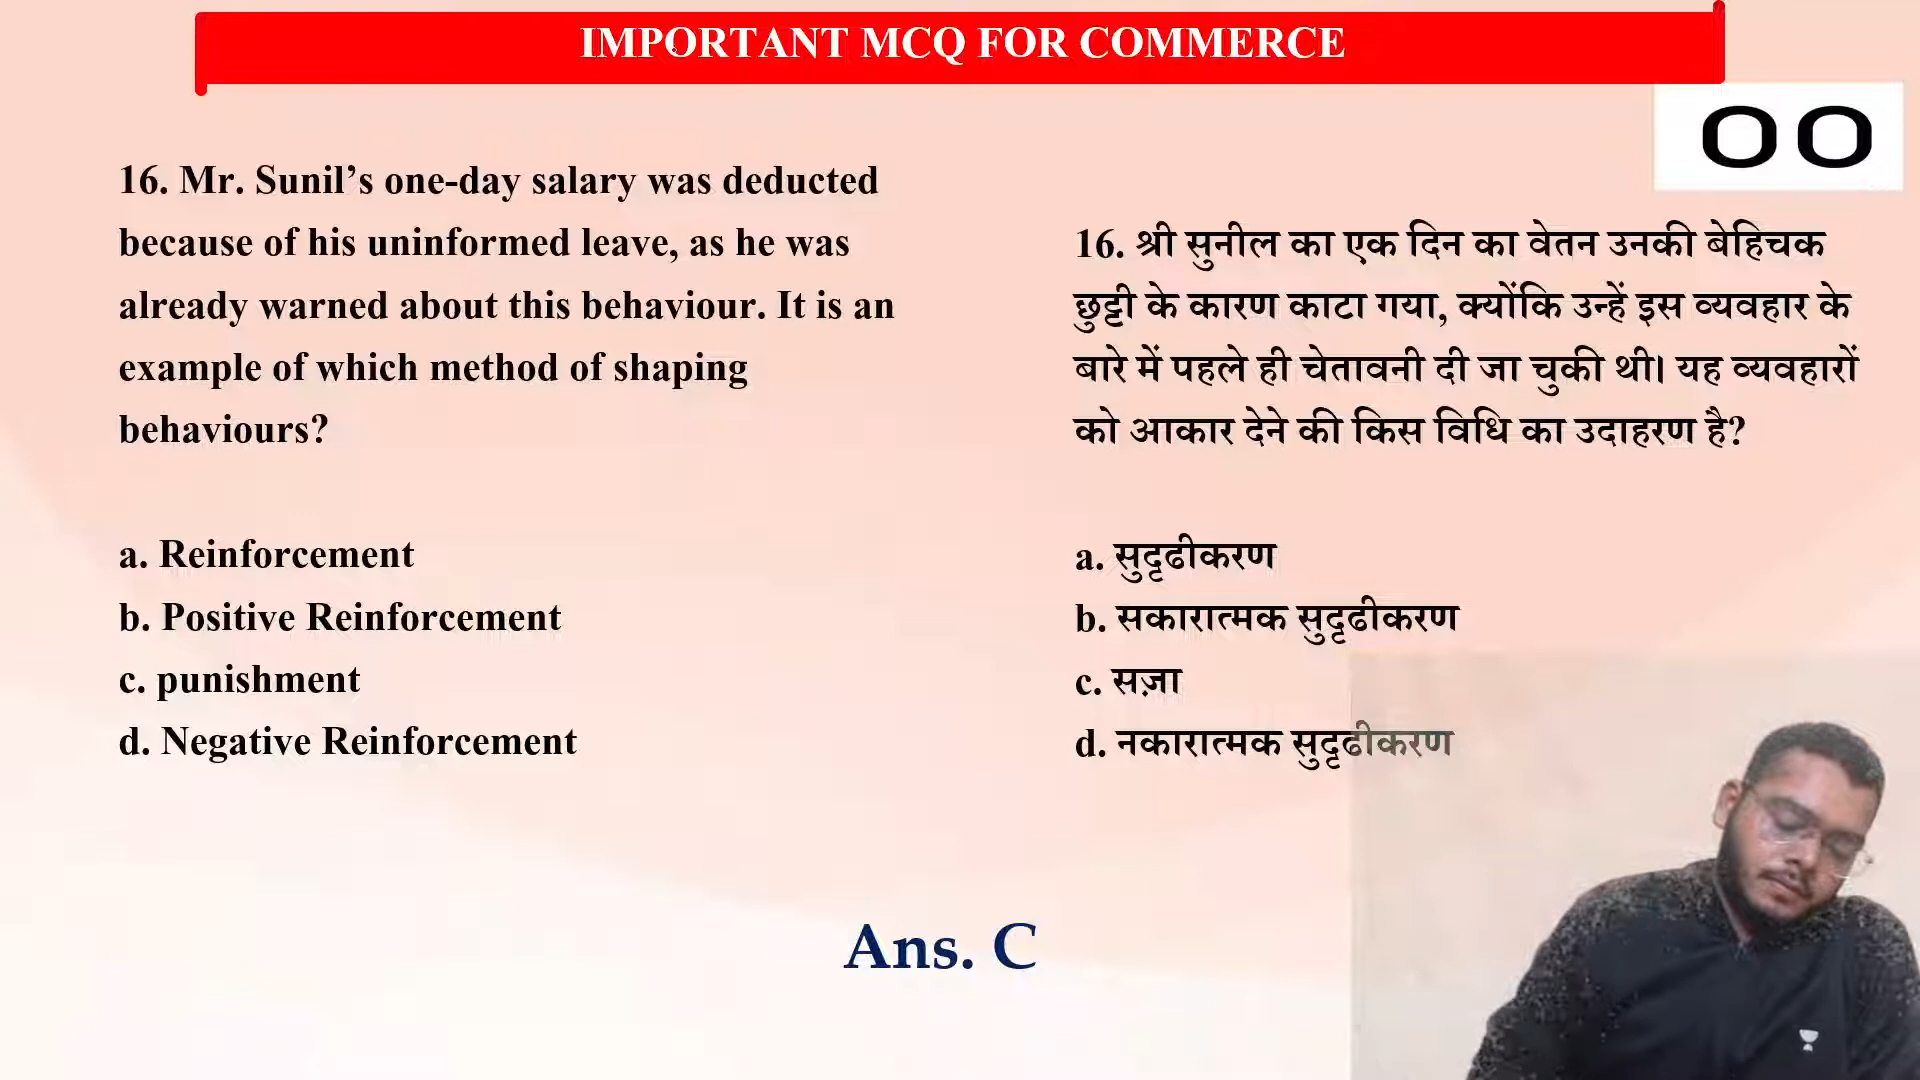 IMPORTANT MCQ FOR COMMERCE
00
16. Mr. Sunil’s one-day salary was deducted
because of his uninformed leave, as he was
already warned about this behaviour. It is an
example of which method of shaping
behaviours?
a. Reinforcement
b. Positive Reinforcement
c. punishment
d. Negative Reinforcement
16. श्री सुनील का एक दिन का वेतन उनकी बेहिचक
छुट्टी के कारण काटा गया, क्योंकि उन्हें इस व्यवहार के
बारे में पहले ही चेतावनी दी जा चुकी थी। यह व्यवहारों
को आकार देने की किस विधि का उदाहरण है?
a. सुदृढीकरण
b. सकारात्मक सुदृढीकरण
c. सज़ा
d. नकारात्मक सुदृढीकरण
Ans. C